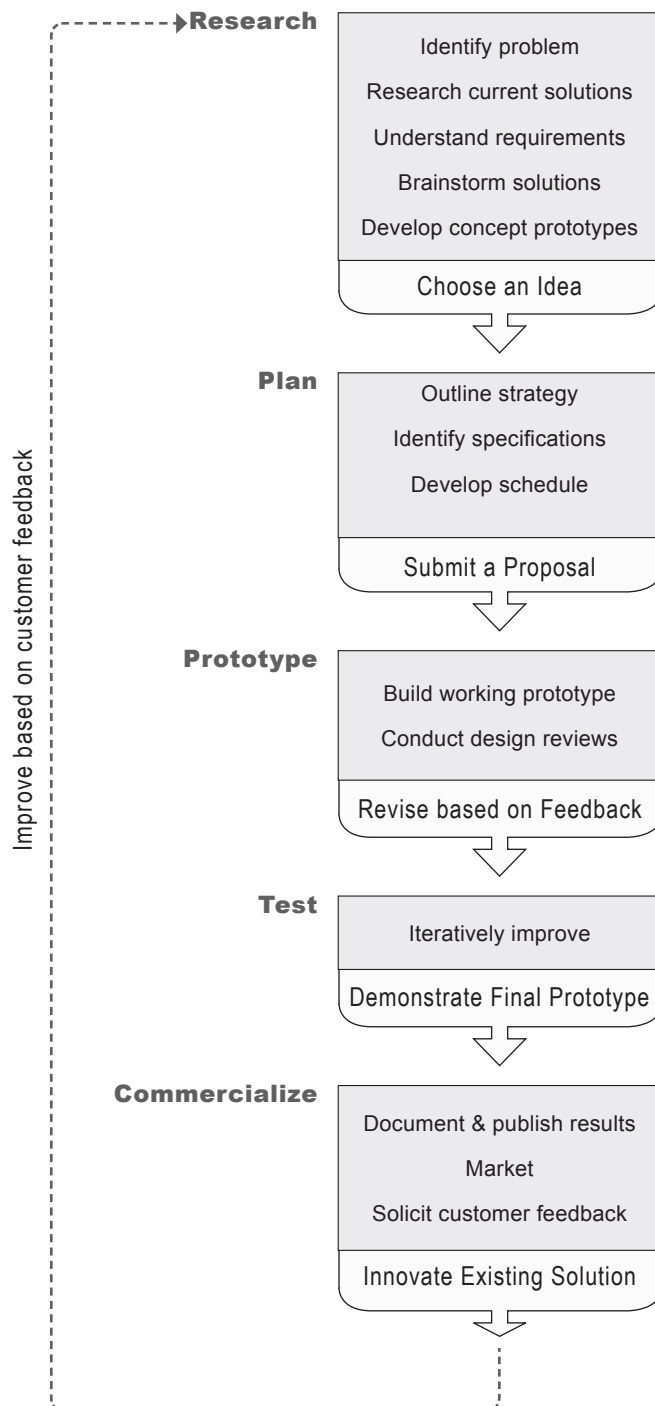 Research
Identify problem
Research current solutions
Understand requirements
Brainstorm solutions
Develop concept prototypes
Choose an Idea
Plan
Outline strategy
Identify specifications
Develop schedule
Submit a Proposal
Prototype
Build working prototype
Conduct design reviews
Revise based on Feedback
Test
Iteratively improve
Demonstrate Final Prototype
Commercialize
Document & publish results
Market
Solicit customer feedback
Innovate Existing Solution
Improve based on customer feedback